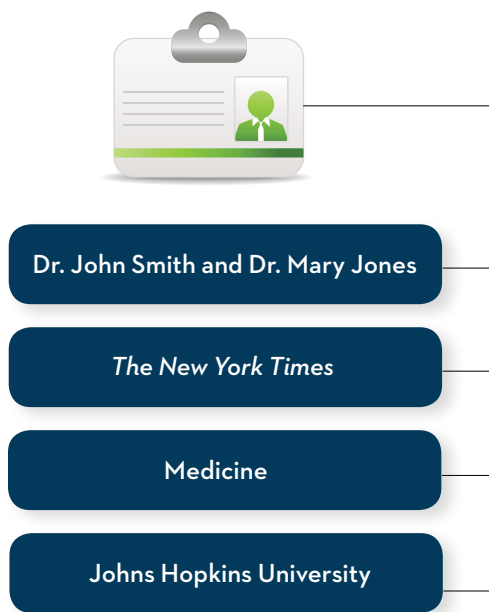 Dr. John Smith and Dr. Mary Jones
The New York Times
Medicine
Johns Hopkins University